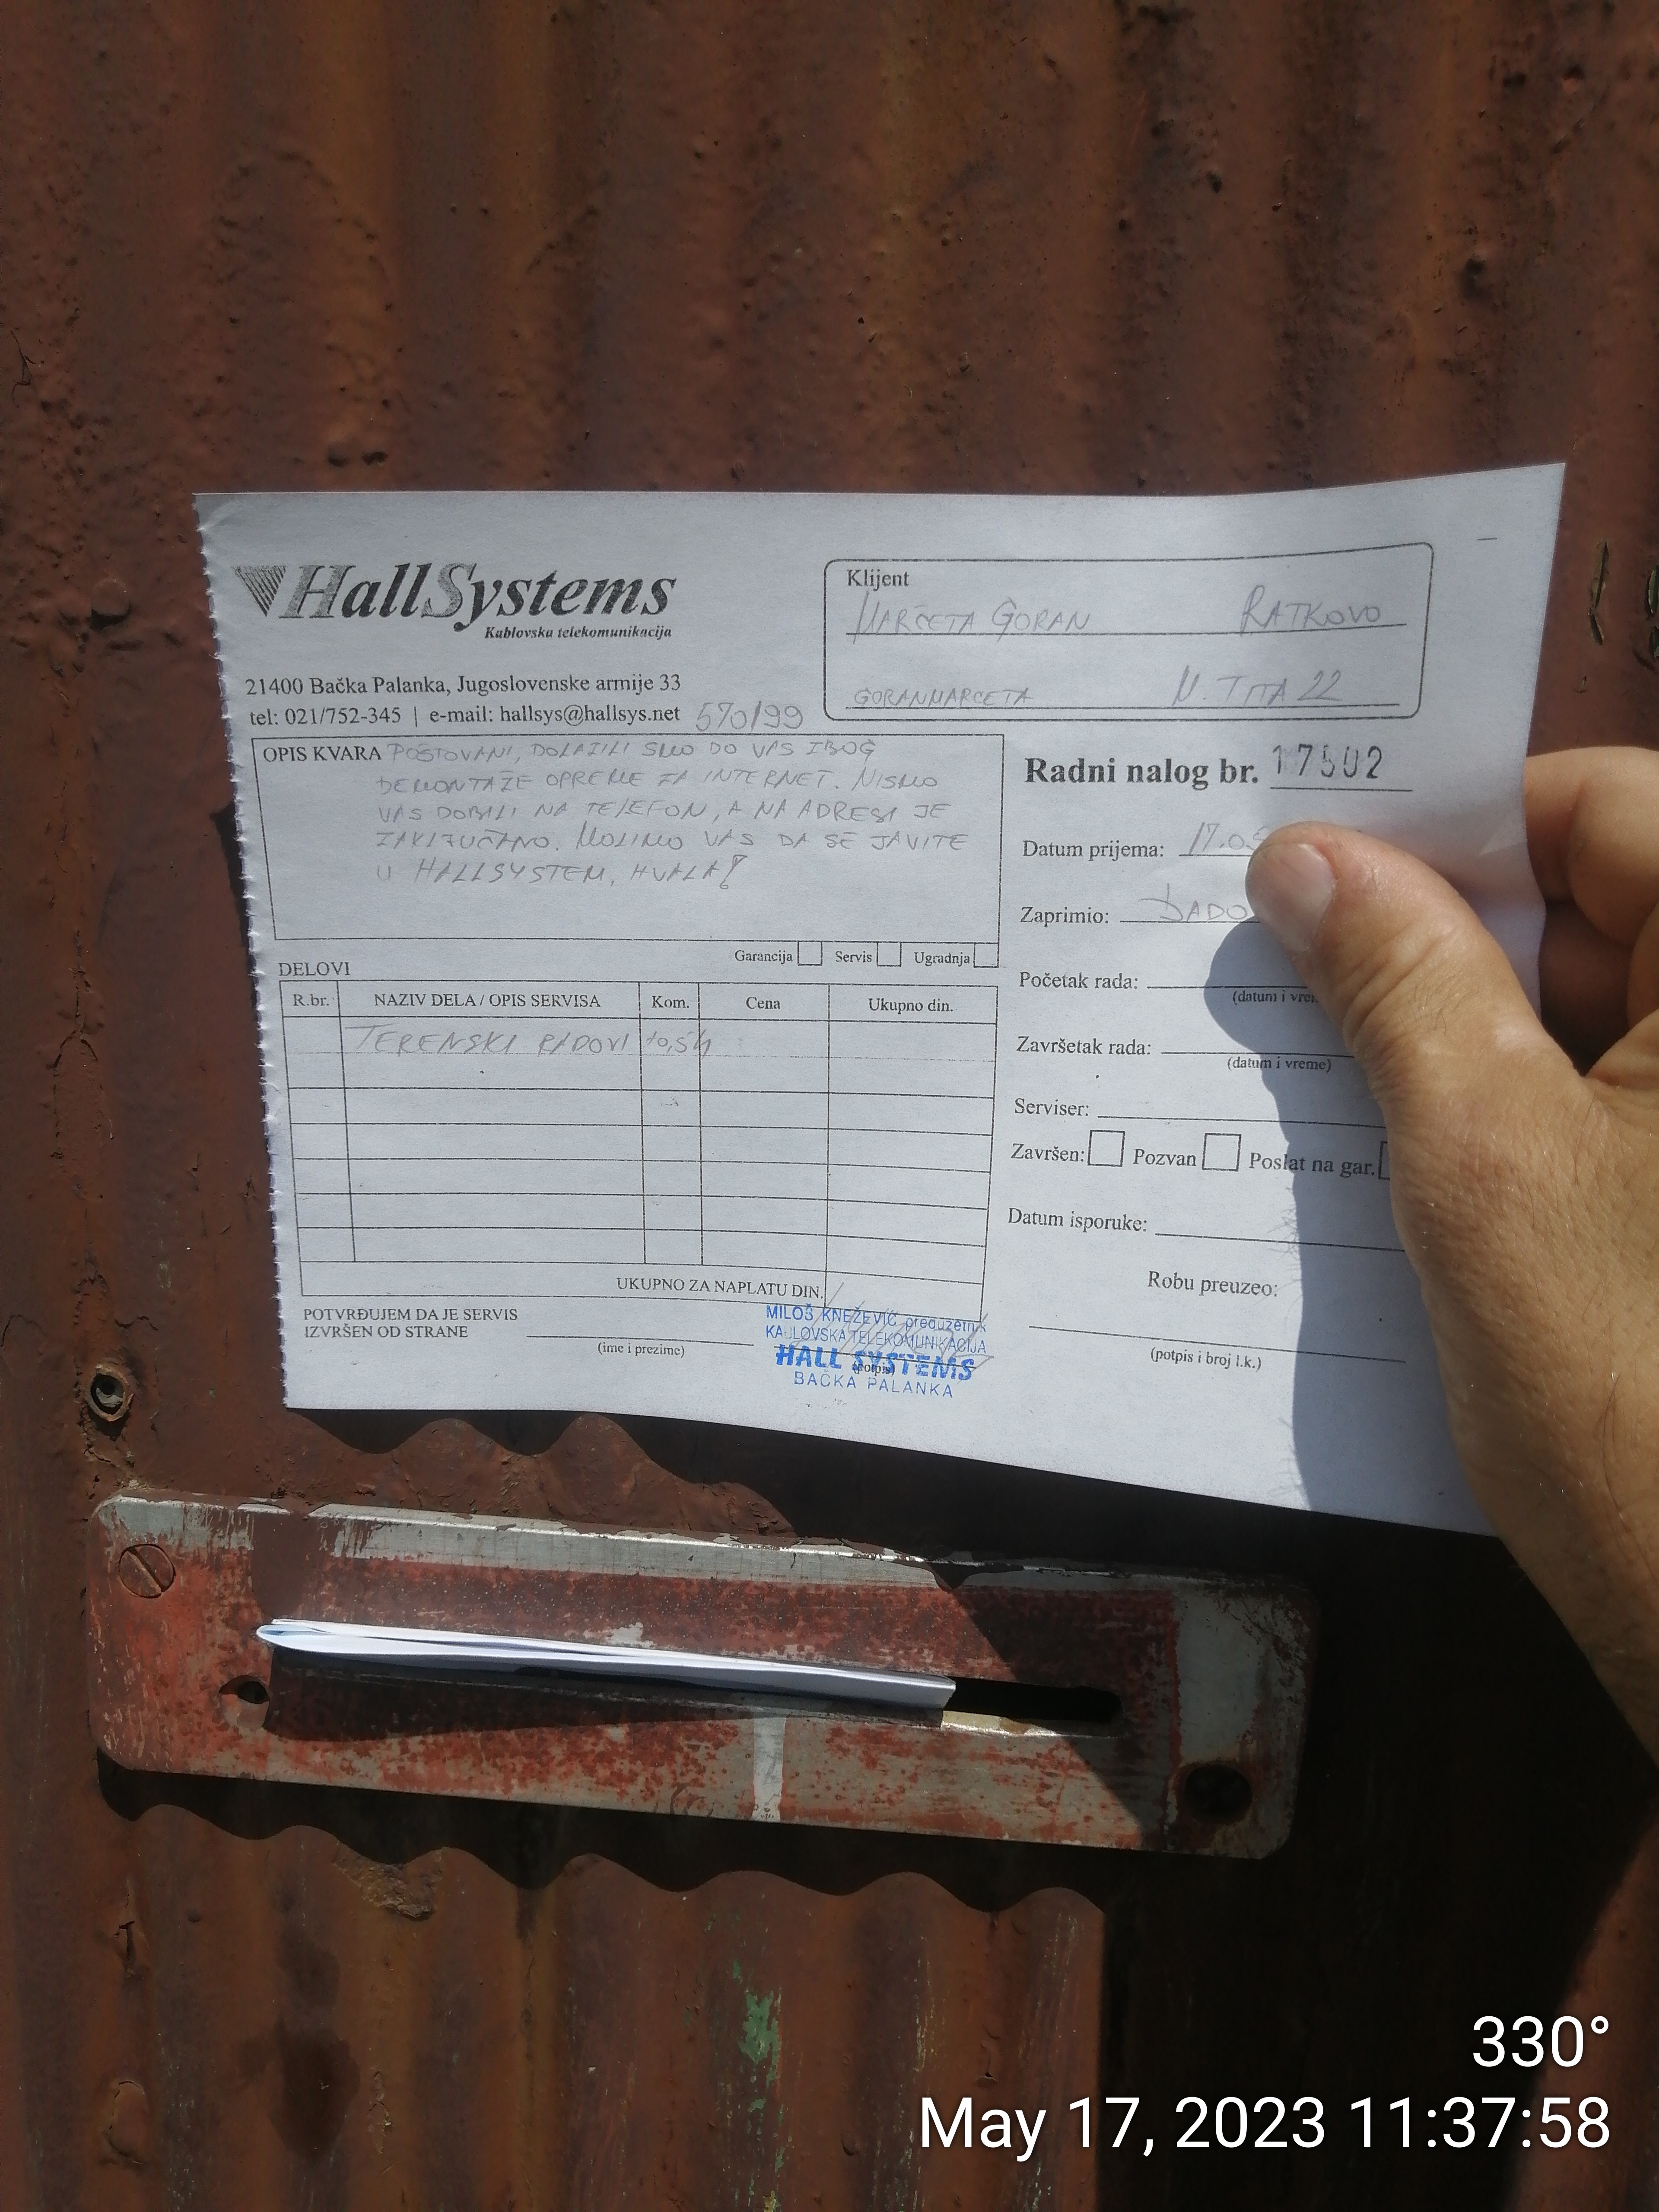 HallSystems
Kablovska telekomunikacija
21400 Bačka Palanka, Jugoslovenske armije 33
tel: 021/752-345 | e-mail: hallsys@hallsys.net 570/99
Klijent
MARČETA GORAN RATKOVO
GORANMARCETA M. TITA 22
OPIS KVARA POŠTOVANI, DOLAZILI SMO DO VAS ZBOG
DEMONTAŽE OPREME ZA INTERNET. NISMO
VAS DOBILI NA TELEFON, A NA ADRESI JE
ZAKLJUČANO. MOLIMO VAS DA SE JAVITE
U HALLSYSTEM, HVALA!
Garancija Servis Ugradnja
Radni nalog br. 17502
Datum prijema: 17.05
Zaprimio: DADO
Početak rada:
(datum i vre
Završetak rada:
(datum i vreme)
Serviser:
Završen: Pozvan Poslat na gar.
Datum isporuke:
Robu preuzeo:
(potpis i broj l.k.)
DELOVI
R.br. NAZIV DELA / OPIS SERVISA Kom. Cena Ukupno din.
TERENSKI RADOVI
UKUPNO ZA NAPLATU DIN.
POTVRĐUJEM DA JE SERVIS
IZVRŠEN OD STRANE
(ime i prezime)
(potpis)
MILOŠ KNEŽEVIĆ preduzetnik
KABLOVSKA TELEKOMUNIKACIJA
HALL SYSTEMS
BAČKA PALANKA
330°
May 17, 2023 11:37:58